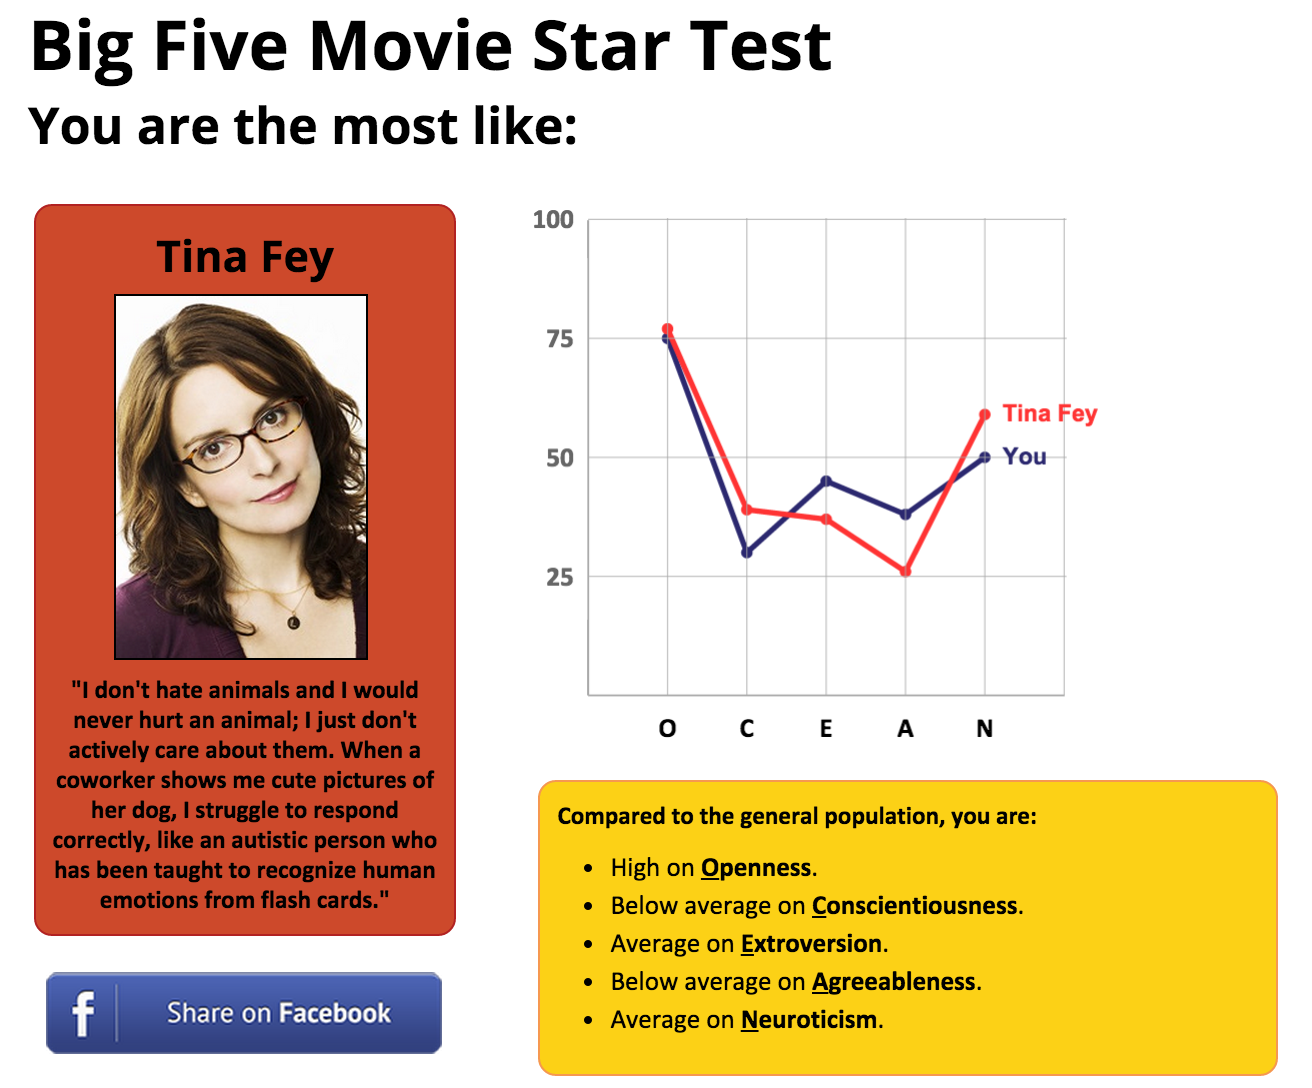 Big Five Movie Star Test
You are the most like:
Tina Fey
"I don't hate animals and I would
never hurt an animal; I just don't
actively care about them. When a
coworker shows me cute pictures of
her dog, I struggle to respond
correctly, like an autistic person who
has been taught to recognize human
emotions from flash cards."
f Share on Facebook
100
75
50
25
Tina Fey
You
O C E A N
Compared to the general population, you are:
• High on Openness.
• Below average on Conscientiousness.
• Average on Extroversion.
• Below average on Agreeableness.
• Average on Neuroticism.